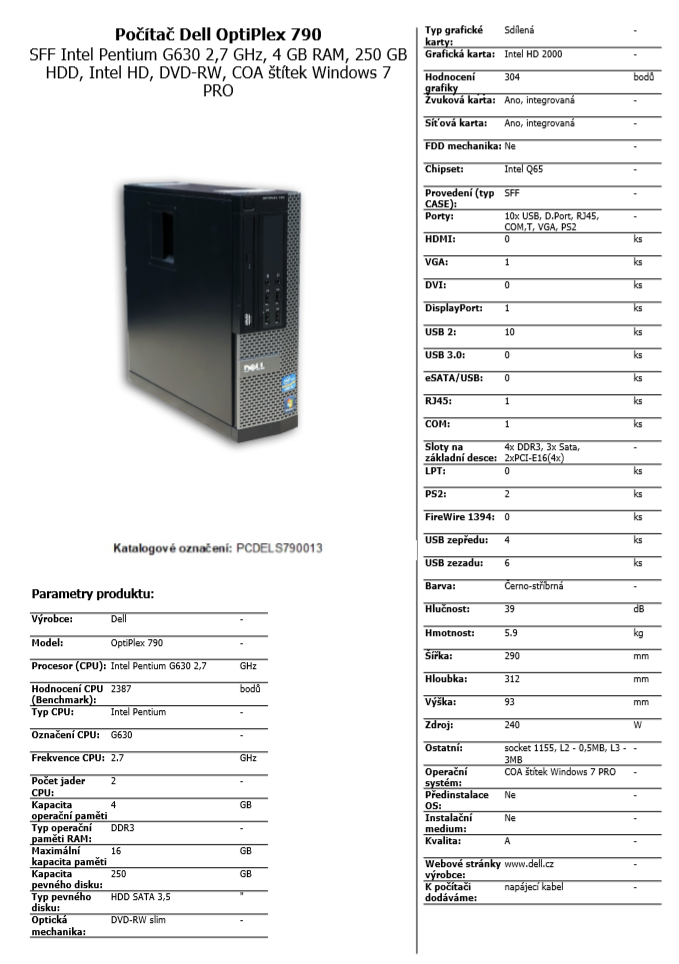 Počítač Dell OptiPlex 790
SFF Intel Pentium G630 2,7 GHz, 4 GB RAM, 250 GB
HDD, Intel HD, DVD-RW, COA štítek Windows 7
PRO
DELL
Katalogové označení: PCDELS790013
Parametry produktu:
Výrobce: Dell -
Model: OptiPlex 790 -
Procesor (CPU): Intel Pentium G630 2,7 GHz
Hodnocení CPU 2387 bodů
(Benchmark):
Typ CPU: Intel Pentium -
Označení CPU: G630 -
Frekvence CPU: 2.7 GHz
Počet jader 2 -
CPU:
Kapacita 4 GB
operační paměti
Typ operační DDR3 -
paměti RAM:
Maximální 16 GB
kapacita paměti
Kapacita 250 GB
pevného disku:
Typ pevného HDD SATA 3,5 "
disku:
Optická DVD-RW slim -
mechanika:
Typ grafické Sdílená -
karty:
Grafická karta: Intel HD 2000 -
Hodnocení 304 bodů
grafiky
Zvuková karta: Ano, integrovaná -
Síťová karta: Ano, integrovaná -
FDD mechanika: Ne -
Chipset: Intel Q65 -
Provedení (typ SFF -
CASE):
Porty: 10x USB, D.Port, RJ45, -
COM,T, VGA, PS2
HDMI: 0 ks
VGA: 1 ks
DVI: 0 ks
DisplayPort: 1 ks
USB 2: 10 ks
USB 3.0: 0 ks
eSATA/USB: 0 ks
RJ45: 1 ks
COM: 1 ks
Sloty na 4x DDR3, 3x Sata, -
základní desce: 2xPCI-E16(4x)
LPT: 0 ks
PS2: 2 ks
FireWire 1394: 0 ks
USB zepředu: 4 ks
USB zezadu: 6 ks
Barva: Černo-stříbrná -
Hlučnost: 39 dB
Hmotnost: 5.9 kg
Šířka: 290 mm
Hloubka: 312 mm
Výška: 93 mm
Zdroj: 240 W
Ostatní: socket 1155, L2 - 0,5MB, L3 - -
3MB
Operační COA štítek Windows 7 PRO -
systém:
Předinstalace Ne -
OS:
Instalační Ne -
medium:
Kvalita: A -
Webové stránky www.dell.cz -
výrobce:
K počítači napájecí kabel -
dodáváme: